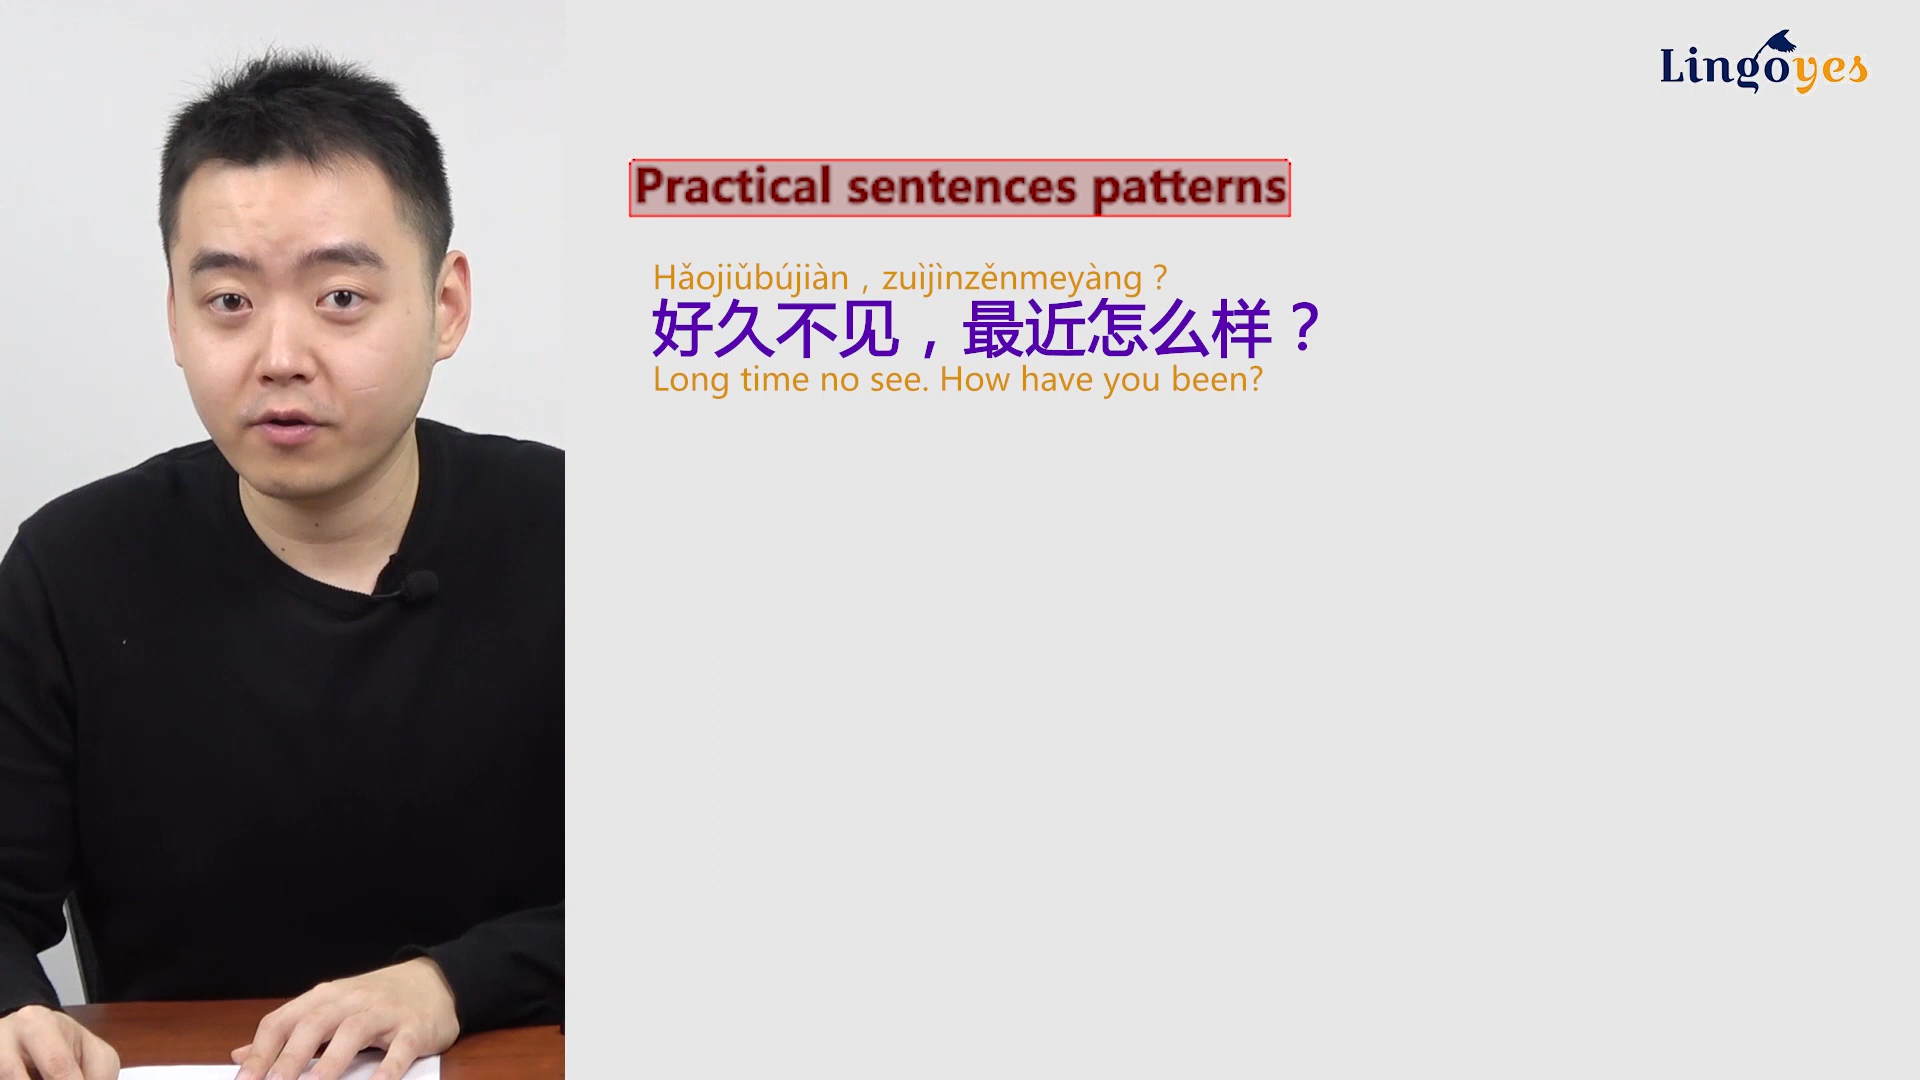 Lingoyes
Practical sentences patterns
Hǎojiǔbújiàn，zuìjìnzěnmeyàng？
好久不见，最近怎么样？
Long time no see. How have you been?